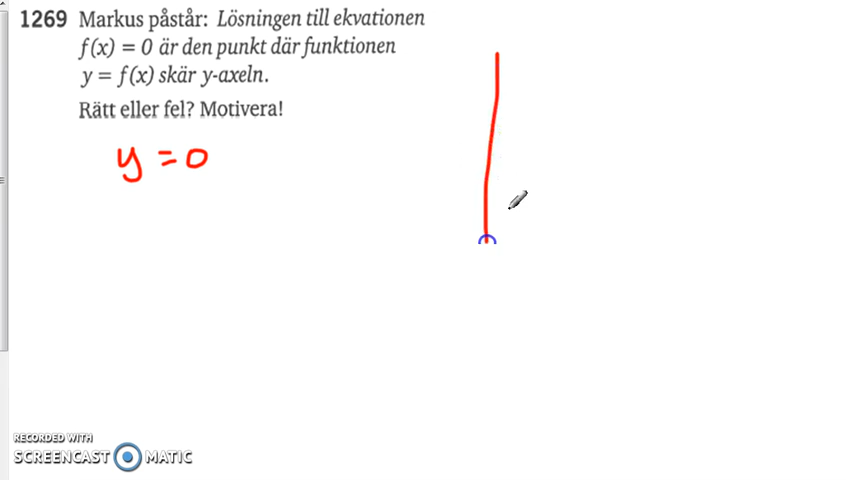 1269 Markus påstår: Lösningen till ekvationen
f(x) = 0 är den punkt där funktionen
y = f(x) skär y-axeln.
Rätt eller fel? Motivera!
y = 0
RECORDED WITH
SCREENCAST MATIC